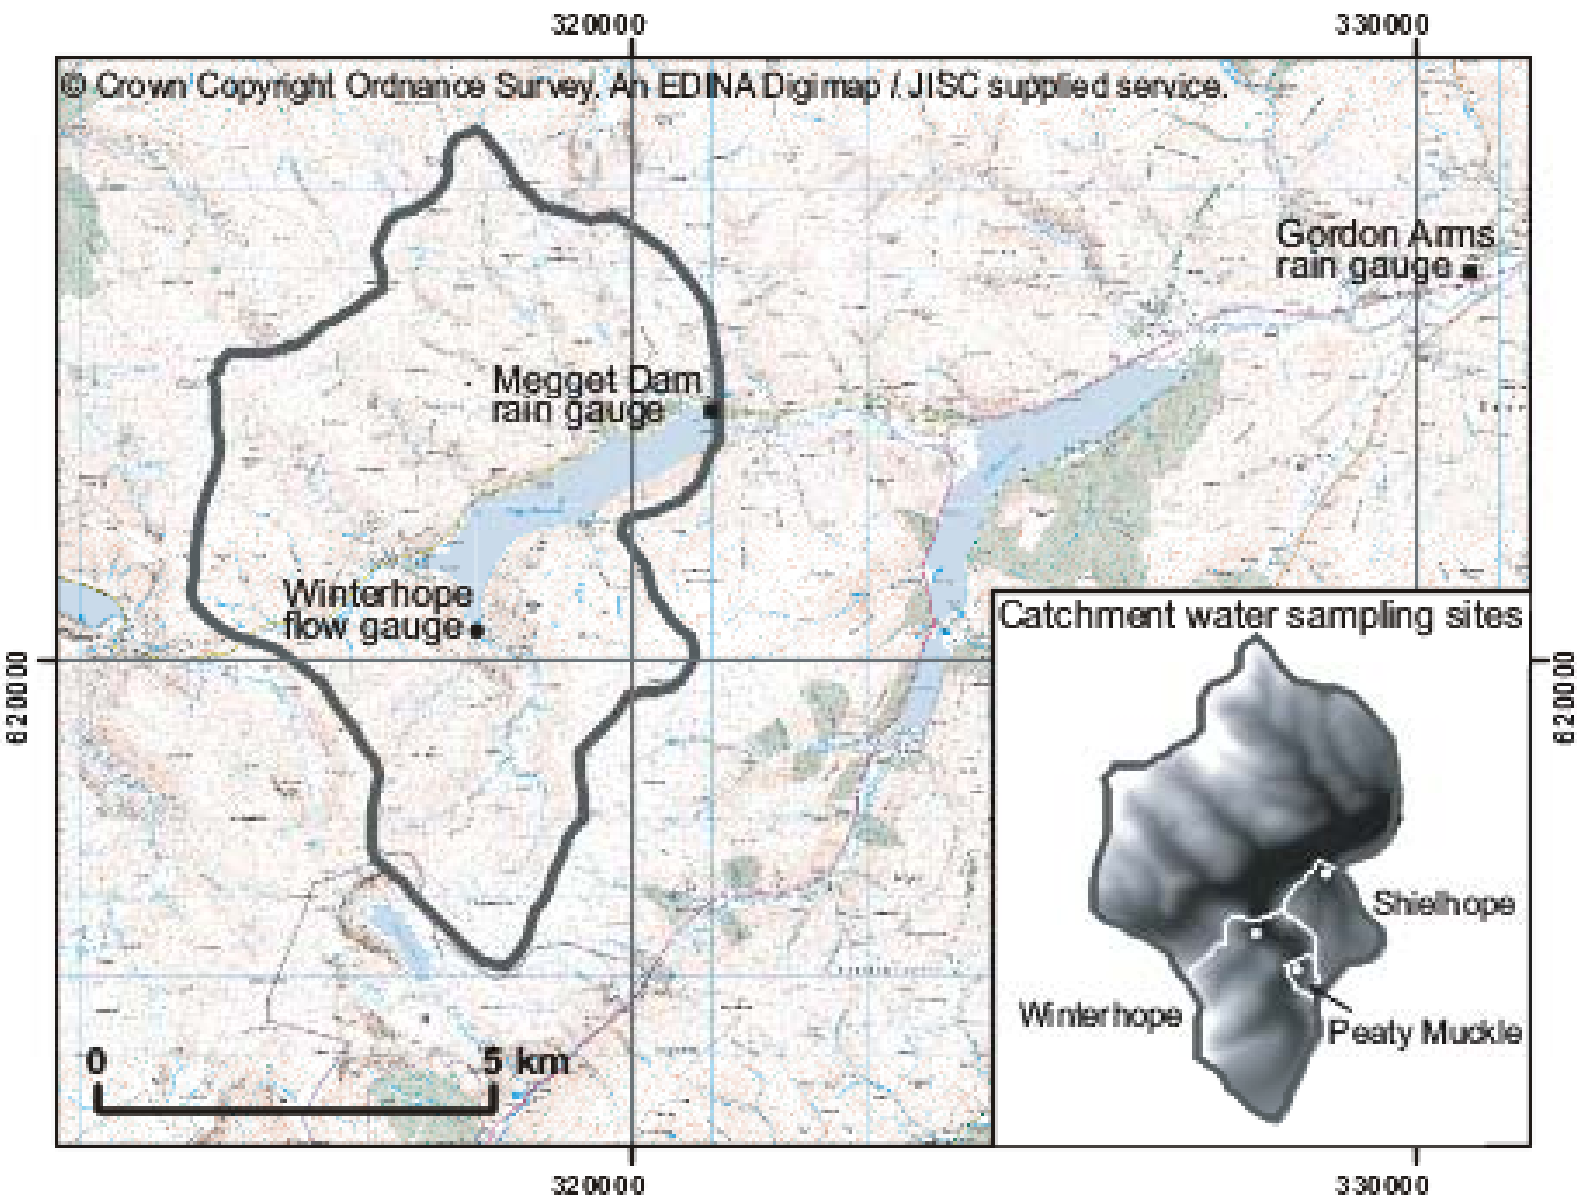 320000
330000
© Crown Copyright Ordnance Survey. An EDINA Digimap / JISC supplied service.
Gordon Arms
rain gauge
Megget Dam
rain gauge
Winterhope
flow gauge
620000
620000
Catchment water sampling sites
Shielhope
Winterhope
Peaty Muckle
0
5 km
320000
330000